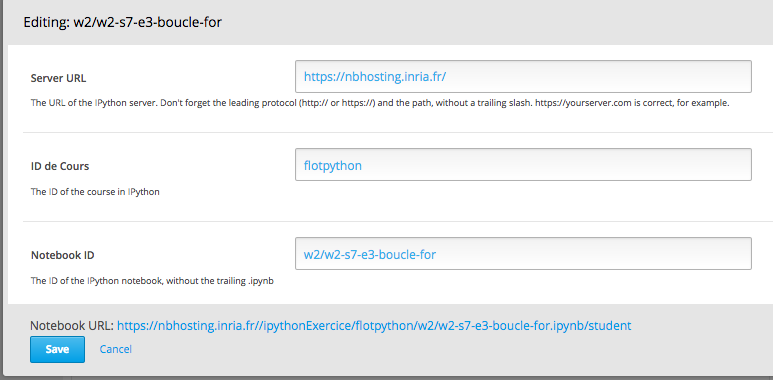 Editing: w2/w2-s7-e3-boucle-for
Server URL
https://nbhosting.inria.fr/
The URL of the IPython server. Don't forget the leading protocol (http:// or https://) and the path, without a trailing slash. https://yourserver.com is correct, for example.
ID de Cours
flotpython
The ID of the course in IPython
Notebook ID
w2/w2-s7-e3-boucle-for
The ID of the IPython notebook, without the trailing .ipynb
Notebook URL: https://nbhosting.inria.fr//ipythonExercice/flotpython/w2/w2-s7-e3-boucle-for.ipynb/student
Save
Cancel